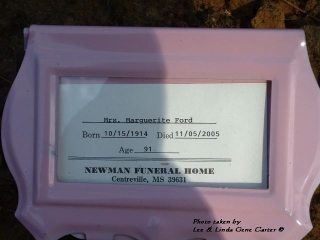 Mrs. Marguerite Ford
Born 10/15/1914 Died 11/05/2005
Age 91
NEWMAN FUNERAL HOME
Centreville, MS 39631
Photo taken by
Lee & Linda Gene Carter ©